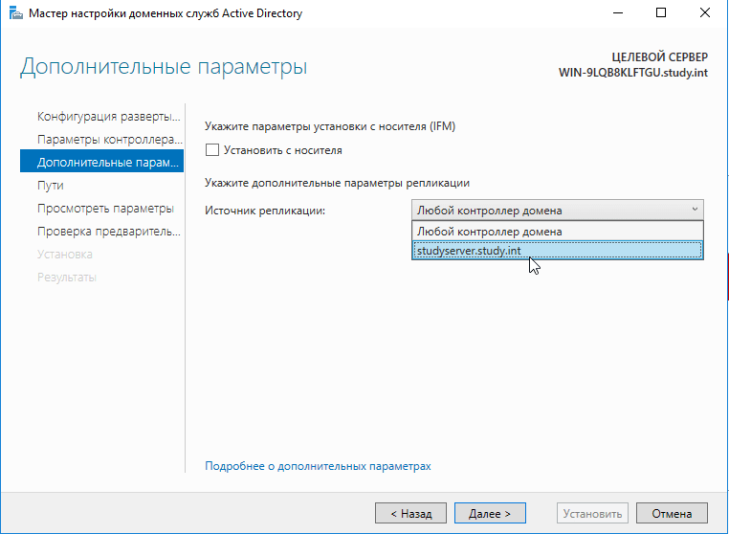 Мастер настройки доменных служб Active Directory
Дополнительные параметры
ЦЕЛЕВОЙ СЕРВЕР
WIN-9LQB8KLFTGU.study.int
Конфигурация разверты...
Параметры контроллера...
Дополнительные парам...
Пути
Просмотреть параметры
Проверка предваритель...
Установка
Результаты
Укажите параметры установки с носителя (IFM)
Установить с носителя
Укажите дополнительные параметры репликации
Источник репликации:
Любой контроллер домена
Любой контроллер домена
studyserver.study.int
Подробнее о дополнительных параметрах
< Назад
Далее >
Установить
Отмена